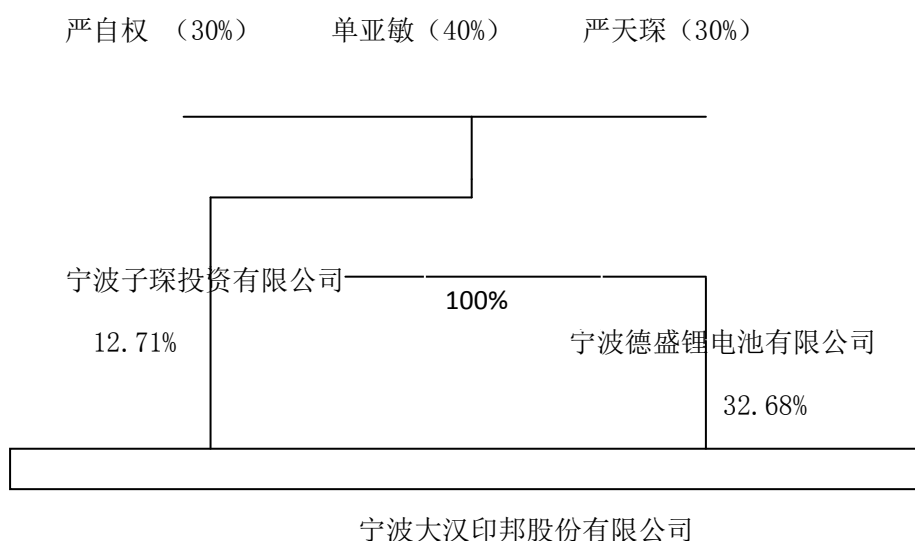 严自权 （30%） 单亚敏（40%） 严天琛（30%）
宁波子琛投资有限公司
100%
12.71%
宁波德盛锂电池有限公司
32.68%
宁波大汉印邦股份有限公司